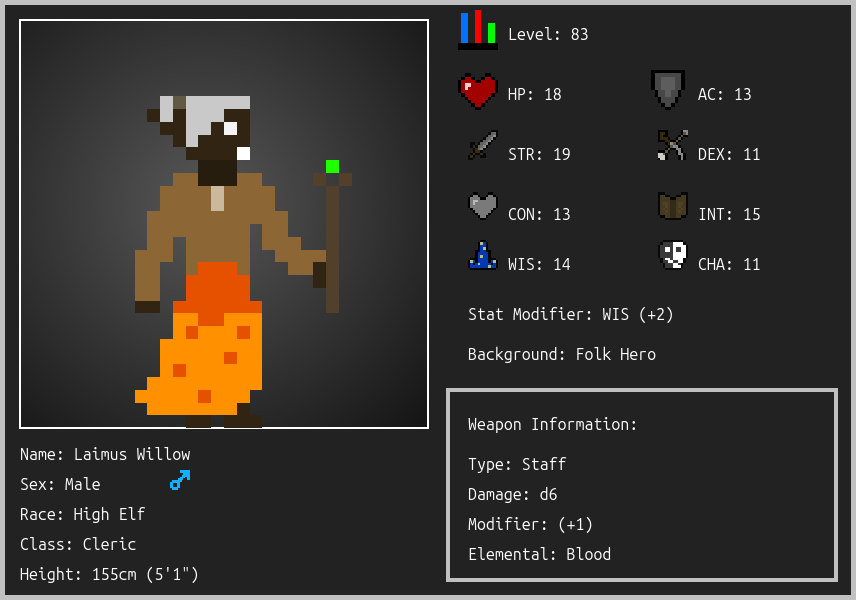 Level: 83
HP: 18
AC: 13
STR: 19
DEX: 11
CON: 13
INT: 15
WIS: 14
CHA: 11
Stat Modifier: WIS (+2)
Background: Folk Hero
Weapon Information:
Type: Staff
Damage: d6
Modifier: (+1)
Elemental: Blood
Name: Laimus Willow
Sex: Male
Race: High Elf
Class: Cleric
Height: 155cm (5'1")